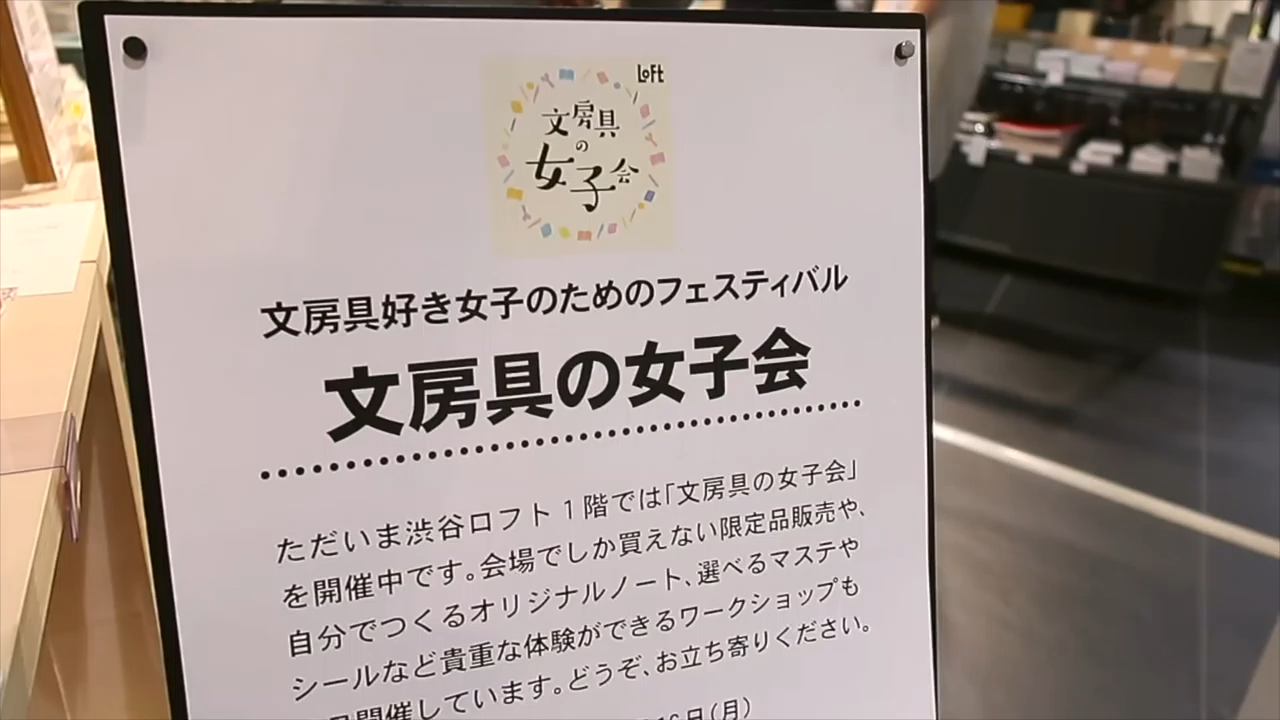 LOFT
文房具
の
女子会
文房具好き女子のためのフェスティバル
文房具の女子会
ただいま渋谷ロフト1階では「文房具の女子会」
を開催中です。会場でしか買えない限定品販売や、
自分でつくるオリジナルノート、選べるマステや
シールなど貴重な体験ができるワークショップも
開催しています。どうぞ、お立ち寄りください。
日(月)